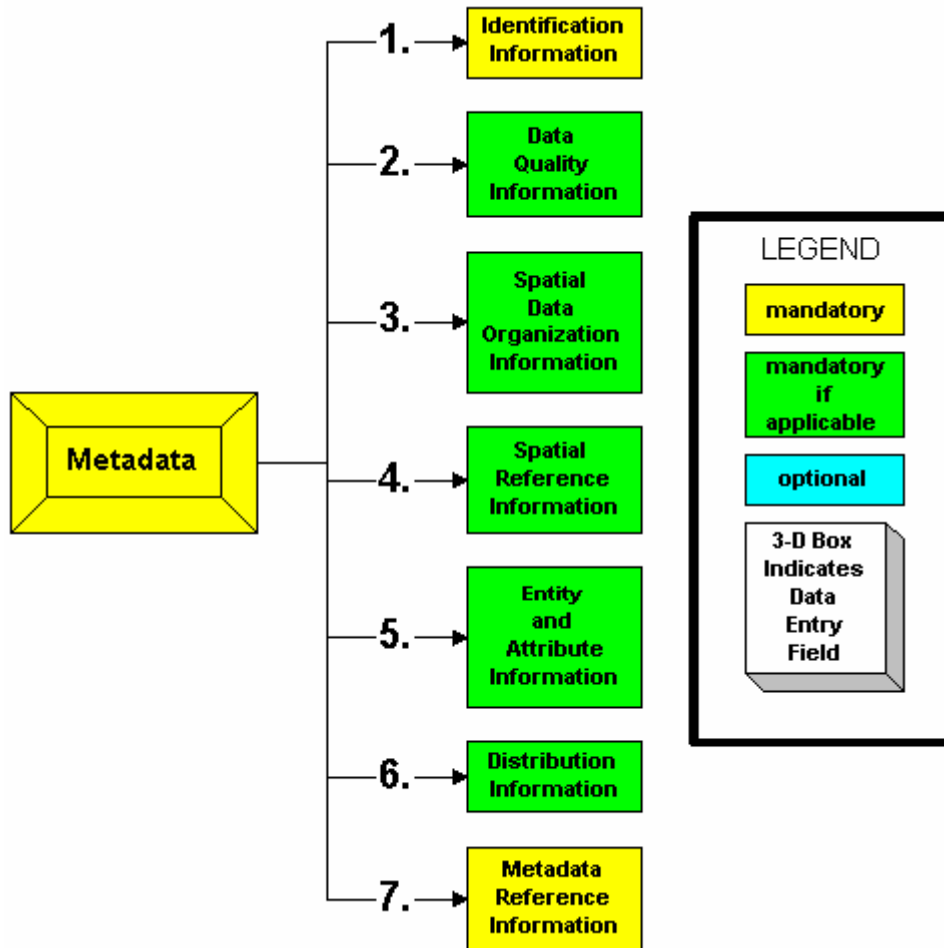 Metadata
1.
Identification
Information
2.
Data
Quality
Information
3.
Spatial
Data
Organization
Information
4.
Spatial
Reference
Information
5.
Entity
and
Attribute
Information
6.
Distribution
Information
7.
Metadata
Reference
Information
LEGEND
mandatory
mandatory
if
applicable
optional
3-D Box
Indicates
Data
Entry
Field